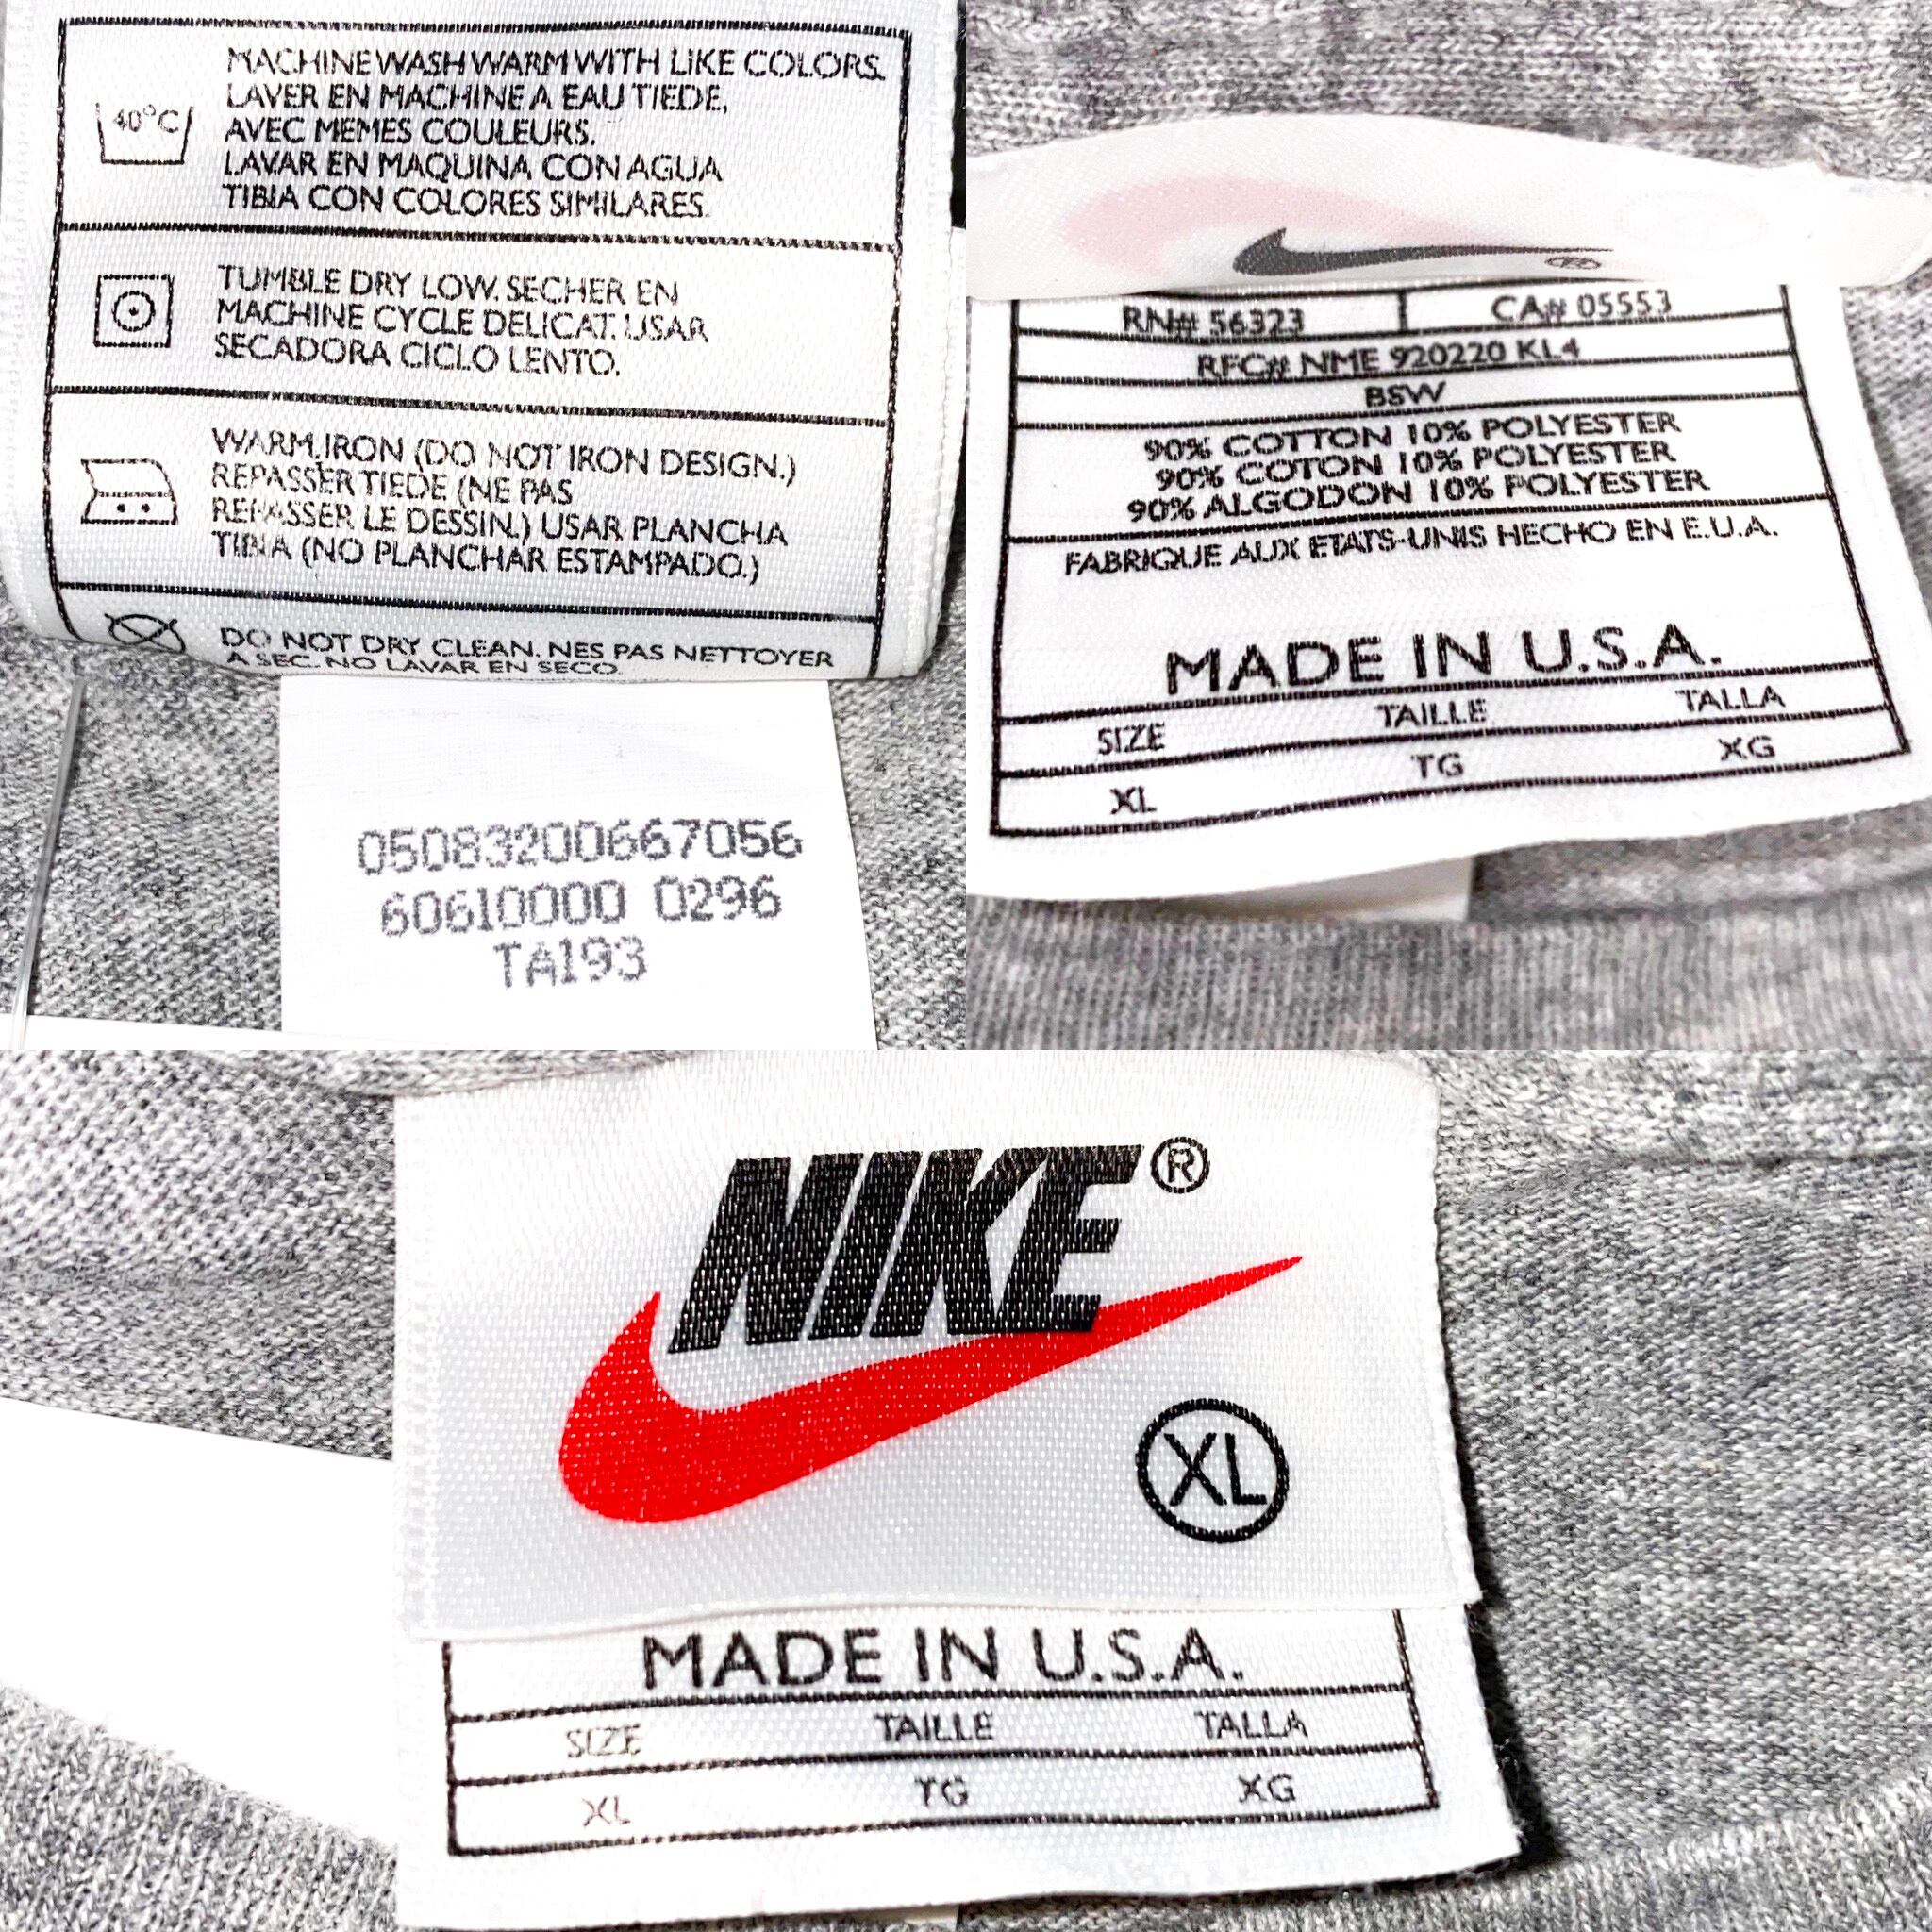 40°C
MACHINE WASH WARM WITH LIKE COLORS.
LAVER EN MACHINE A EAU TIEDE,
AVEC MEMES COULEURS.
LAVAR EN MAQUINA CON AGUA
TIBIA CON COLORES SIMILARES.
TUMBLE DRY LOW. SECHER EN
MACHINE CYCLE DELICAT. USAR
SECADORA CICLO LENTO.
WARM IRON (DO NOT IRON DESIGN.)
REPASSER TIEDE (NE PAS
REPASSER LE DESSIN.) USAR PLANCHA
TIBIA (NO PLANCHAR ESTAMPADO.)
DO NOT DRY CLEAN. NES PAS NETTOYER
A SEC. NO LAVAR EN SECO.
05083200667056
60610000 0296
TA193
RN# 56323 CA# 05553
RFC# NME 920220 KL4
BSW
90% COTTON 10% POLYESTER
90% COTON 10% POLYESTER
90% ALGODON 10% POLYESTER
FABRIQUE AUX ETATS-UNIS HECHO EN E.U.A.
MADE IN U.S.A.
SIZE TAILLE TALLA
XL TG XG
NIKE®
XL
MADE IN U.S.A.
SIZE TAILLE TALLA
XL TG XG